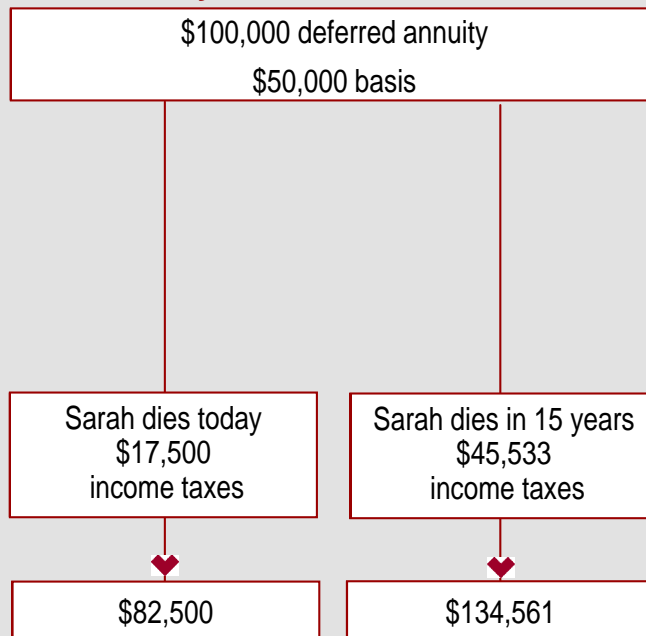 $100,000 deferred annuity
$50,000 basis
Sarah dies today
$17,500
income taxes
Sarah dies in 15 years
$45,533
income taxes
$82,500
$134,561